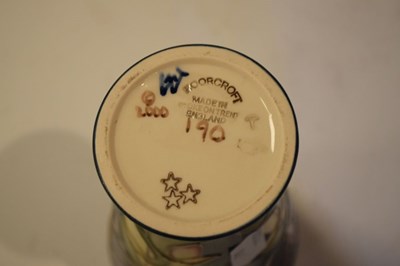 MOORCROFT
MADE IN
STOKE ON TRENT
ENGLAND
2000
190